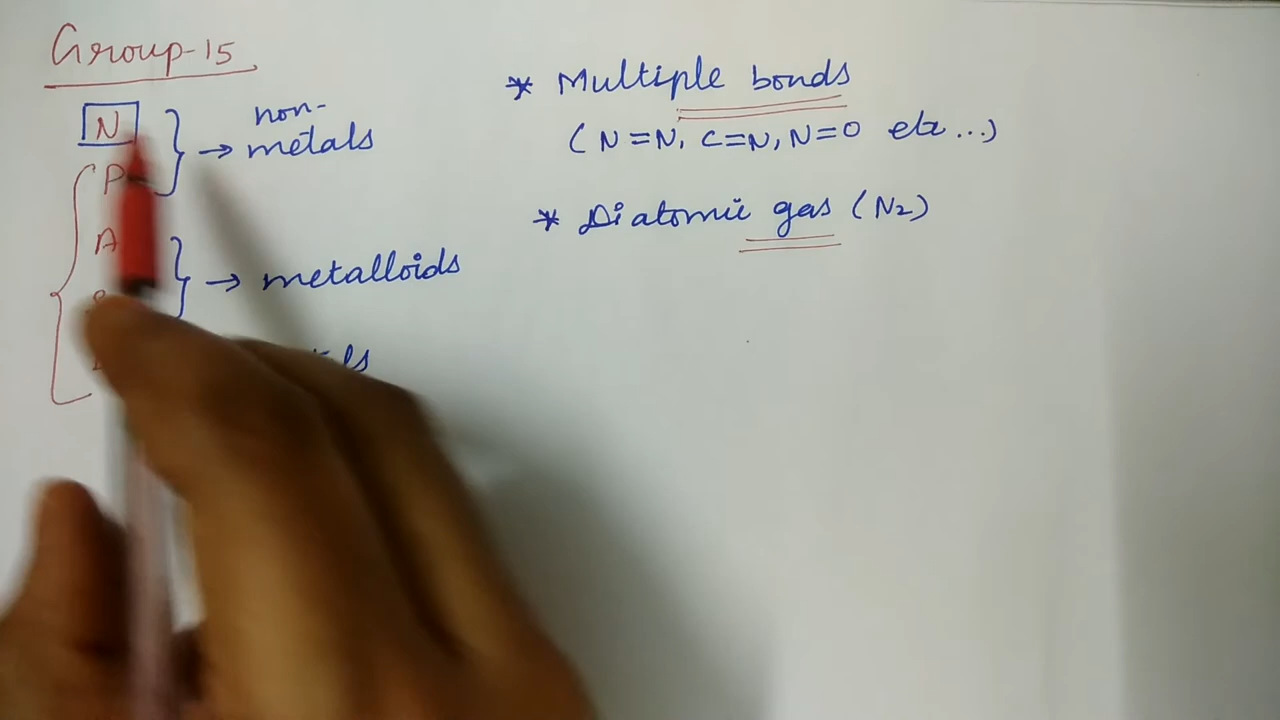 Group-15
N } → non-metals
P
A
} → metalloids
* Multiple bonds
(N=N, C=N, N=O etc...)
* Diatomic gas (N2)